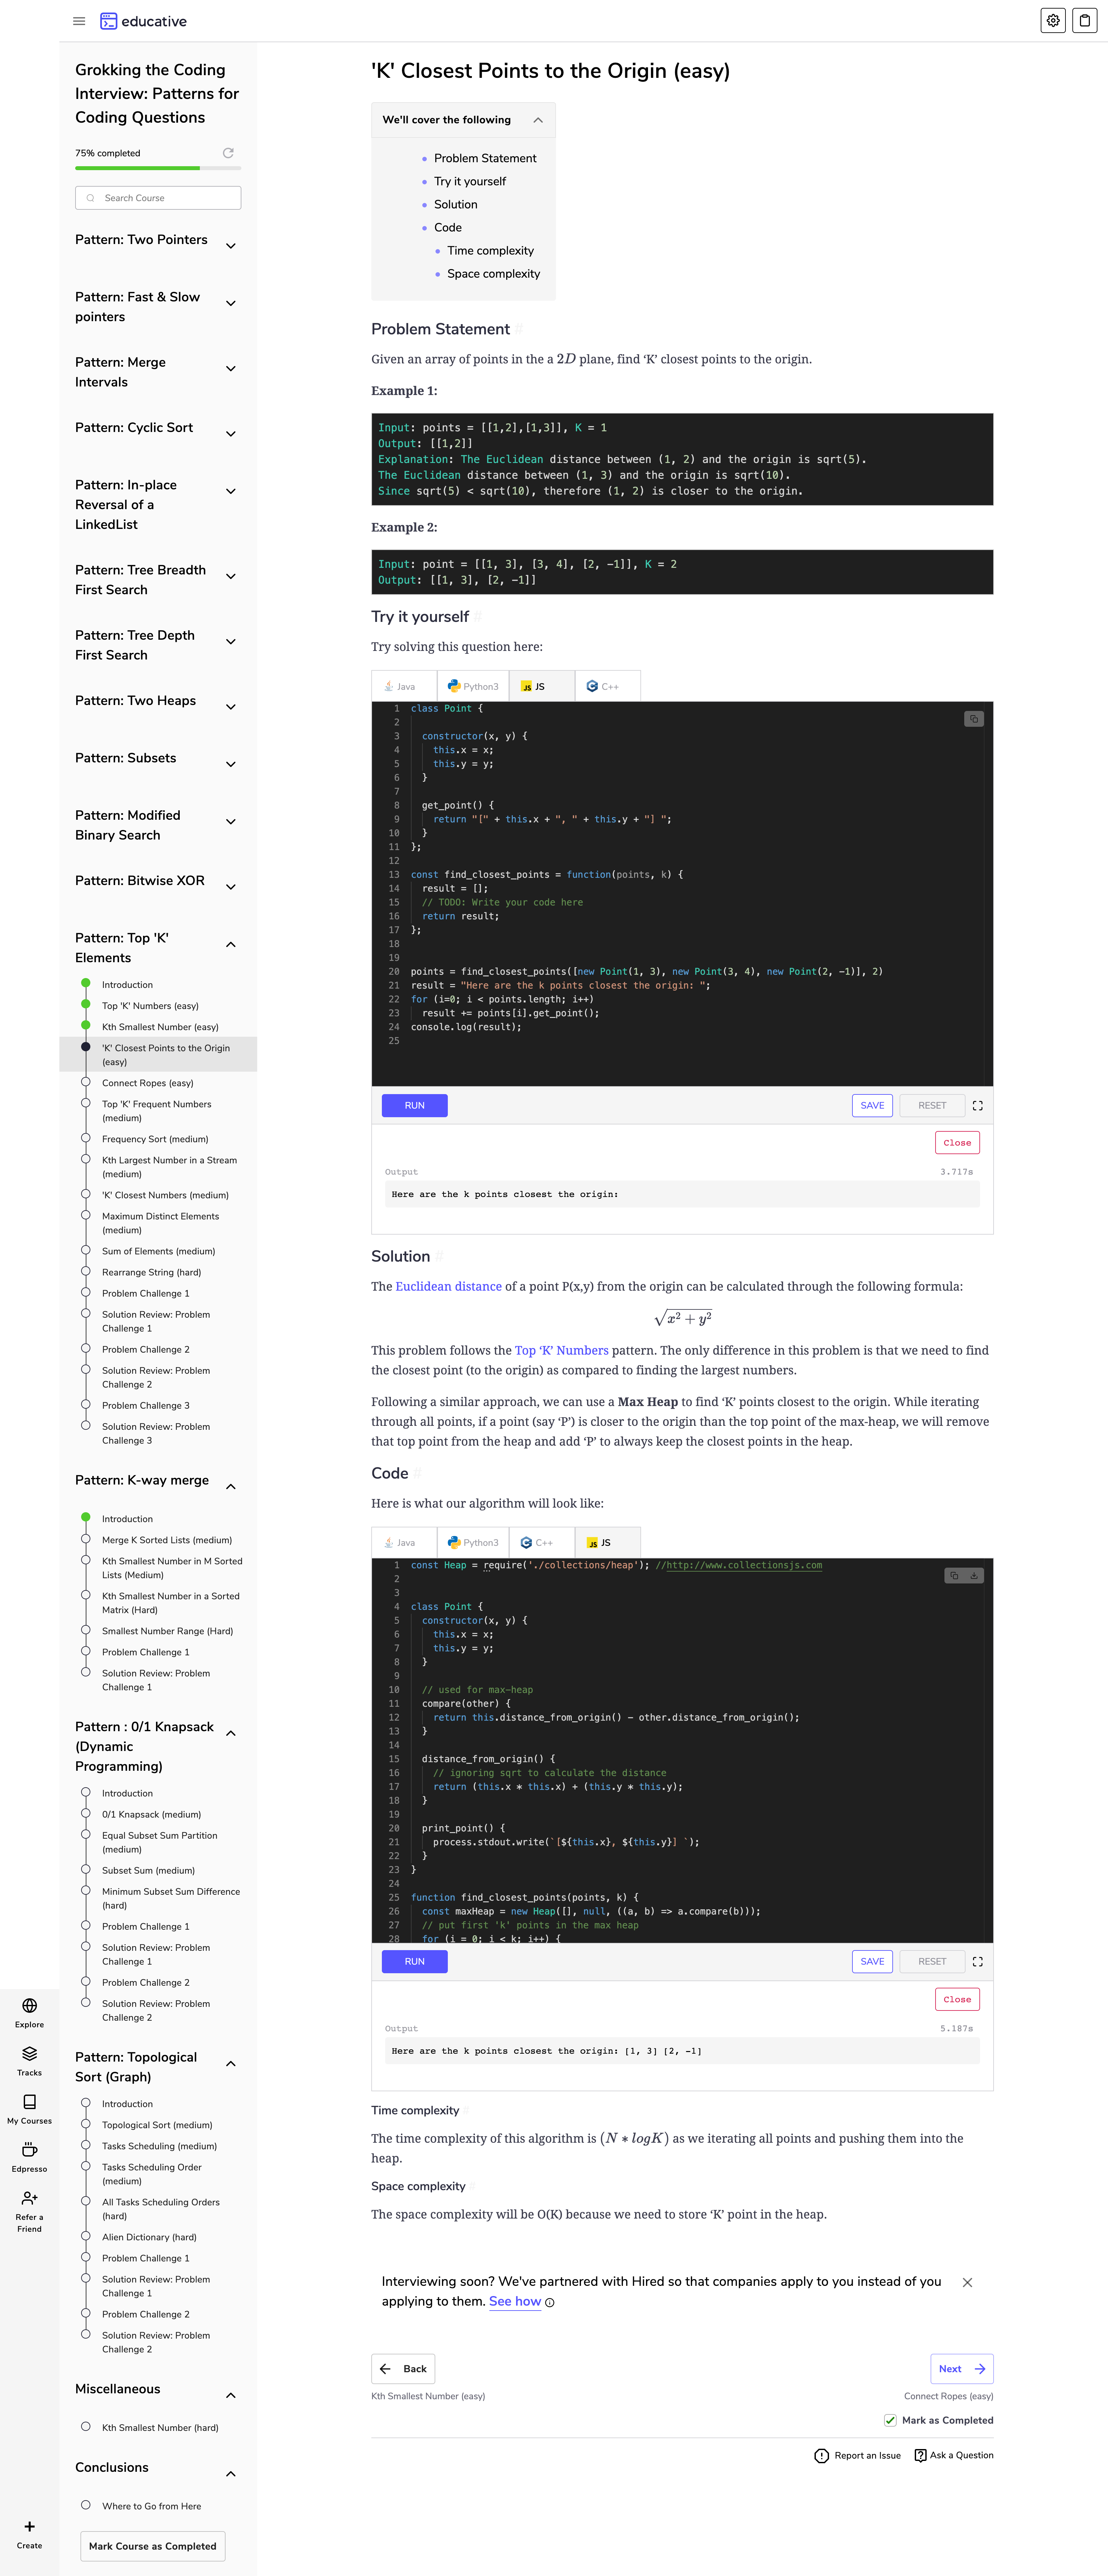 educative
Grokking the Coding
Interview: Patterns for
Coding Questions
75% completed
Search Course
Pattern: Two Pointers
Pattern: Fast & Slow
pointers
Pattern: Merge
Intervals
Pattern: Cyclic Sort
Pattern: In-place
Reversal of a
LinkedList
Pattern: Tree Breadth
First Search
Pattern: Tree Depth
First Search
Pattern: Two Heaps
Pattern: Subsets
Pattern: Modified
Binary Search
Pattern: Bitwise XOR
Pattern: Top 'K'
Elements
Introduction
Top 'K' Numbers (easy)
Kth Smallest Number (easy)
'K' Closest Points to the Origin
(easy)
Connect Ropes (easy)
Top 'K' Frequent Numbers
(medium)
Frequency Sort (medium)
Kth Largest Number in a Stream
(medium)
'K' Closest Numbers (medium)
Maximum Distinct Elements
(medium)
Sum of Elements (medium)
Rearrange String (hard)
Problem Challenge 1
Solution Review: Problem
Challenge 1
Problem Challenge 2
Solution Review: Problem
Challenge 2
Problem Challenge 3
Solution Review: Problem
Challenge 3
Pattern: K-way merge
Introduction
Merge K Sorted Lists (medium)
Kth Smallest Number in M Sorted
Lists (Medium)
Kth Smallest Number in a Sorted
Matrix (Hard)
Smallest Number Range (Hard)
Problem Challenge 1
Solution Review: Problem
Challenge 1
Pattern : 0/1 Knapsack
(Dynamic
Programming)
Introduction
0/1 Knapsack (medium)
Equal Subset Sum Partition
(medium)
Subset Sum (medium)
Minimum Subset Sum Difference
(hard)
Problem Challenge 1
Solution Review: Problem
Challenge 1
Problem Challenge 2
Solution Review: Problem
Challenge 2
Pattern: Topological
Sort (Graph)
Introduction
Topological Sort (medium)
Tasks Scheduling (medium)
Tasks Scheduling Order
(medium)
All Tasks Scheduling Orders
(hard)
Alien Dictionary (hard)
Problem Challenge 1
Solution Review: Problem
Challenge 1
Problem Challenge 2
Solution Review: Problem
Challenge 2
Miscellaneous
Kth Smallest Number (hard)
Conclusions
Where to Go from Here
Mark Course as Completed
Explore
Tracks
My Courses
Edpresso
Refer a
Friend
Create
'K' Closest Points to the Origin (easy)
We'll cover the following
Problem Statement
Try it yourself
Solution
Code
Time complexity
Space complexity
Problem Statement #
Given an array of points in the a 2D plane, find ‘K’ closest points to the origin.
Example 1:
Input: points = [[1,2],[1,3]], K = 1
Output: [[1,2]]
Explanation: The Euclidean distance between (1, 2) and the origin is sqrt(5).
The Euclidean distance between (1, 3) and the origin is sqrt(10).
Since sqrt(5) < sqrt(10), therefore (1, 2) is closer to the origin.
Example 2:
Input: point = [[1, 3], [3, 4], [2, -1]], K = 2
Output: [[1, 3], [2, -1]]
Try it yourself #
Try solving this question here:
Java Python3 JS C++
1 class Point {
2
3 constructor(x, y) {
4 this.x = x;
5 this.y = y;
6 }
7
8 get_point() {
9 return "[" + this.x + ", " + this.y + "] ";
10 }
11 };
12
13 const find_closest_points = function(points, k) {
14 result = [];
15 // TODO: Write your code here
16 return result;
17 };
18
19
20 points = find_closest_points([new Point(1, 3), new Point(3, 4), new Point(2, -1)], 2)
21 result = "Here are the k points closest the origin: ";
22 for (i=0; i < points.length; i++)
23 result += points[i].get_point();
24 console.log(result);
25
RUN SAVE RESET
Close
Output 3.717s
Here are the k points closest the origin:
Solution #
The Euclidean distance of a point P(x,y) from the origin can be calculated through the following formula:
√x² + y²
This problem follows the Top ‘K’ Numbers pattern. The only difference in this problem is that we need to find
the closest point (to the origin) as compared to finding the largest numbers.
Following a similar approach, we can use a Max Heap to find ‘K’ points closest to the origin. While iterating
through all points, if a point (say ‘P’) is closer to the origin than the top point of the max-heap, we will remove
that top point from the heap and add ‘P’ to always keep the closest points in the heap.
Code #
Here is what our algorithm will look like:
Java Python3 C++ JS
1 const Heap = require('./collections/heap'); //http://www.collectionsjs.com
2
3
4 class Point {
5 constructor(x, y) {
6 this.x = x;
7 this.y = y;
8 }
9
10 // used for max-heap
11 compare(other) {
12 return this.distance_from_origin() - other.distance_from_origin();
13 }
14
15 distance_from_origin() {
16 // ignoring sqrt to calculate the distance
17 return (this.x * this.x) + (this.y * this.y);
18 }
19
20 print_point() {
21 process.stdout.write(`[${this.x}, ${this.y}] `);
22 }
23 }
24
25 function find_closest_points(points, k) {
26 const maxHeap = new Heap([], null, ((a, b) => a.compare(b)));
27 // put first 'k' points in the max heap
28 for (i = 0; i < k; i++) {
RUN SAVE RESET
Close
Output 5.187s
Here are the k points closest the origin: [1, 3] [2, -1]
Time complexity #
The time complexity of this algorithm is (N ∗ logK) as we iterating all points and pushing them into the
heap.
Space complexity #
The space complexity will be O(K) because we need to store ‘K’ point in the heap.
Interviewing soon? We've partnered with Hired so that companies apply to you instead of you
applying to them. See how
Back Next
Kth Smallest Number (easy) Connect Ropes (easy)
Mark as Completed
Report an Issue Ask a Question